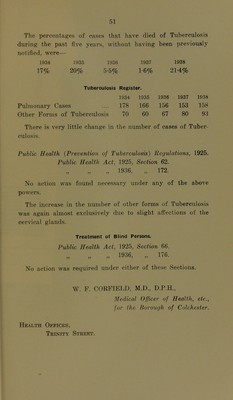 31
The percentages of cases that have died of Tuberculosis
during the past five years, without having been previously
notified, were—
1934 1935 1936 1937 1938
17% 20% 5·5% 1·6% 21·4%
Tuberculosis Register.
1934 1935 1936 1937 1938
Pulmonary Cases ... 178 166 156 153 158
Other Forms of Tuberculosis 70 60 67 80 93
There is very little change in the number of cases of Tuber-
culosis.
Public Health (Prevention of Tuberculosis) Regulations, 1925.
Public Health Act, 1925, Section 62.
„ „ „ 1936, „ 172.
No action was found necessary under any of the above
powers.
The increase in the number of other forms of Tuberculosis
was again almost exclusively due to slight affections of the
cervical glands.
Treatment of Blind Persons.
Public Health Act, 1925, Section 66.
„ „ „ 1936, „ 176.
No action was required under either of these Sections.
W. F. CORFIELD, M.D., D.P.H.,
Medical Officer of Health, etc.,
for the Borough of Colchester.
Health Offices,
Trinity Street.